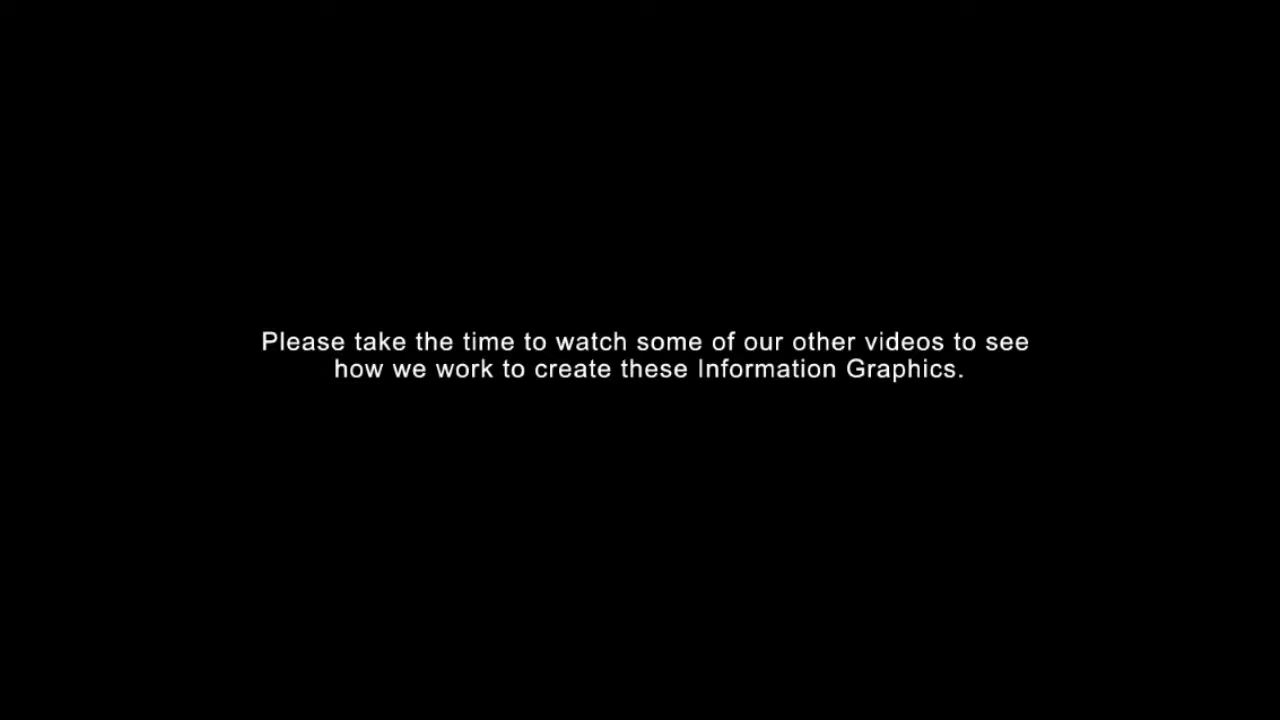 Please take the time to watch some of our other videos to see
how we work to create these Information Graphics.